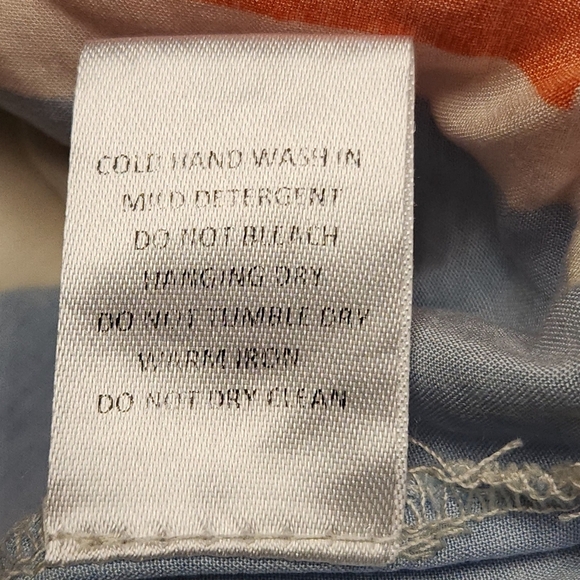 COLD HAND WASH IN
MILD DETERGENT
DO NOT BLEACH
HANGING DRY
DO NOT TUMBLE DRY
WARM IRON
DO NOT DRY CLEAN